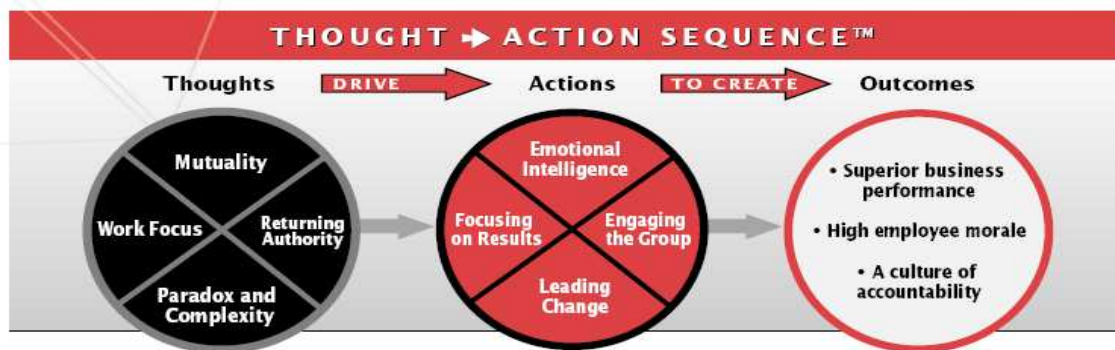 THOUGHT → ACTION SEQUENCE™
Thoughts DRIVE Actions TO CREATE Outcomes
Mutuality
Work Focus
Returning
Authority
Paradox and
Complexity
Emotional
Intelligence
Focusing
on Results
Engaging
the Group
Leading
Change
• Superior business
performance
• High employee morale
• A culture of
accountability